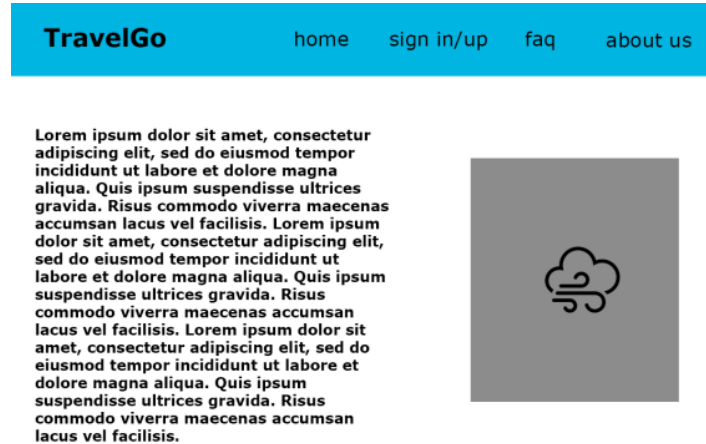 TravelGo home sign in/up faq about us
Lorem ipsum dolor sit amet, consectetur
adipiscing elit, sed do eiusmod tempor
incididunt ut labore et dolore magna
aliqua. Quis ipsum suspendisse ultrices
gravida. Risus commodo viverra maecenas
accumsan lacus vel facilisis. Lorem ipsum
dolor sit amet, consectetur adipiscing elit,
sed do eiusmod tempor incididunt ut
labore et dolore magna aliqua. Quis ipsum
suspendisse ultrices gravida. Risus
commodo viverra maecenas accumsan
lacus vel facilisis. Lorem ipsum dolor sit
amet, consectetur adipiscing elit, sed do
eiusmod tempor incididunt ut labore et
dolore magna aliqua. Quis ipsum
suspendisse ultrices gravida. Risus
commodo viverra maecenas accumsan
lacus vel facilisis.